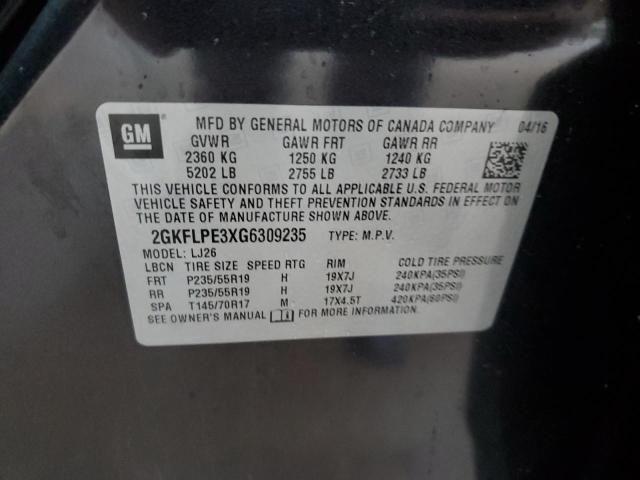 GM
MFD BY GENERAL MOTORS OF CANADA COMPANY 04/16
GVWR GAWR FRT GAWR RR
2360 KG 1250 KG 1240 KG
5202 LB 2755 LB 2733 LB
THIS VEHICLE CONFORMS TO ALL APPLICABLE U.S. FEDERAL MOTOR
VEHICLE SAFETY AND THEFT PREVENTION STANDARDS IN EFFECT ON
THE DATE OF MANUFACTURE SHOWN ABOVE.
2GKFLPE3XG6309235 TYPE: M.P.V.
MODEL: LJ26
LBCN TIRE SIZE SPEED RTG RIM COLD TIRE PRESSURE
FRT P235/55R19 H 19X7J 240KPA(35PSI)
RR P235/55R19 H 19X7J 240KPA(35PSI)
SPA T145/70R17 M 17X4.5T 420KPA(60PSI)
SEE OWNER'S MANUAL FOR MORE INFORMATION